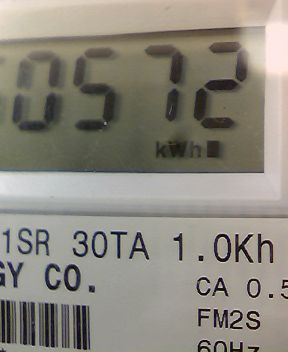 0572
kWh
1SR 30TA 1.0Kh
GY CO.
CA 0.5
FM2S
60Hz